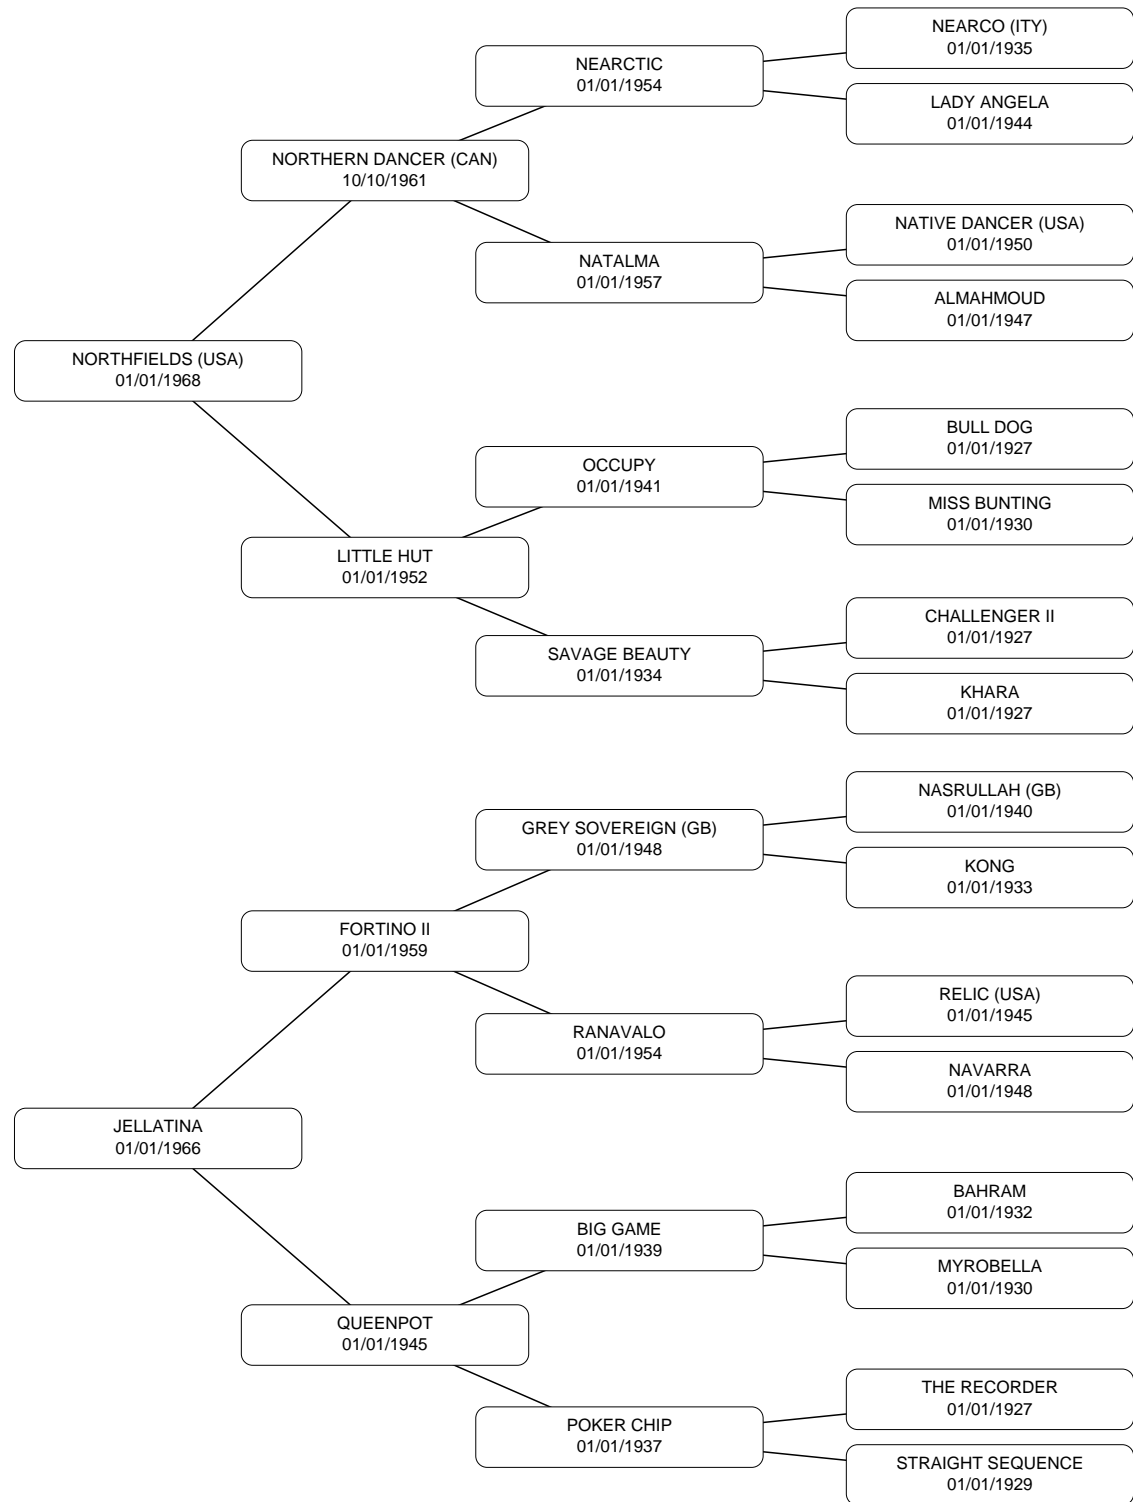 NEARCO (ITY)
01/01/1935
NEARCTIC
01/01/1954
LADY ANGELA
01/01/1944
NORTHERN DANCER (CAN)
10/10/1961
NATIVE DANCER (USA)
01/01/1950
NATALMA
01/01/1957
ALMAHMOUD
01/01/1947
NORTHFIELDS (USA)
01/01/1968
BULL DOG
01/01/1927
OCCUPY
01/01/1941
MISS BUNTING
01/01/1930
LITTLE HUT
01/01/1952
CHALLENGER II
01/01/1927
SAVAGE BEAUTY
01/01/1934
KHARA
01/01/1927
NASRULLAH (GB)
01/01/1940
GREY SOVEREIGN (GB)
01/01/1948
KONG
01/01/1933
FORTINO II
01/01/1959
RELIC (USA)
01/01/1945
RANAVALO
01/01/1954
NAVARRA
01/01/1948
JELLATINA
01/01/1966
BAHRAM
01/01/1932
BIG GAME
01/01/1939
MYROBELLA
01/01/1930
QUEENPOT
01/01/1945
THE RECORDER
01/01/1927
POKER CHIP
01/01/1937
STRAIGHT SEQUENCE
01/01/1929